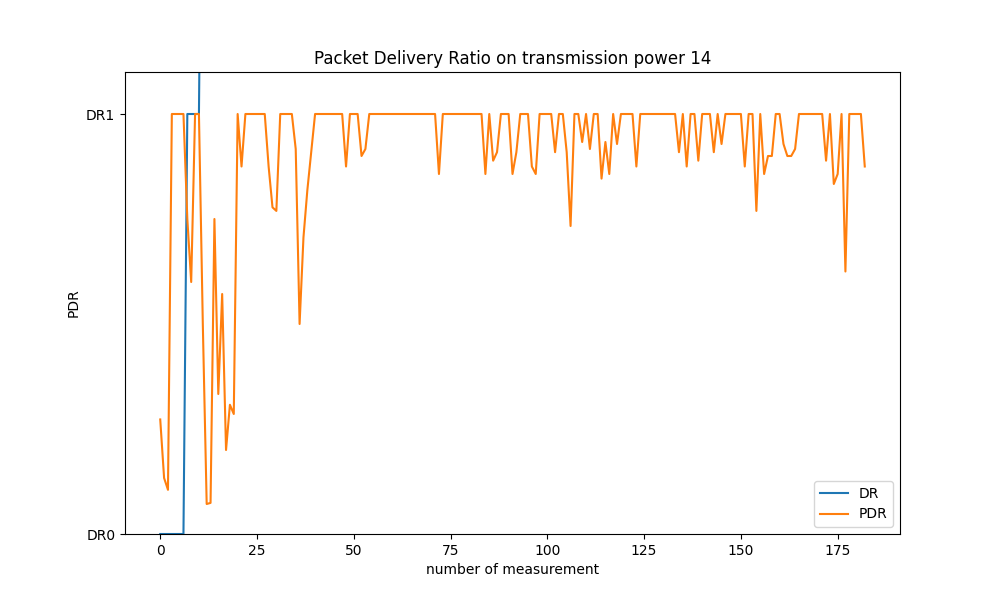 Packet Delivery Ratio on transmission power 14
DR1
PDR
DR0
DR
PDR
0 25 50 75 100 125 150 175
number of measurement